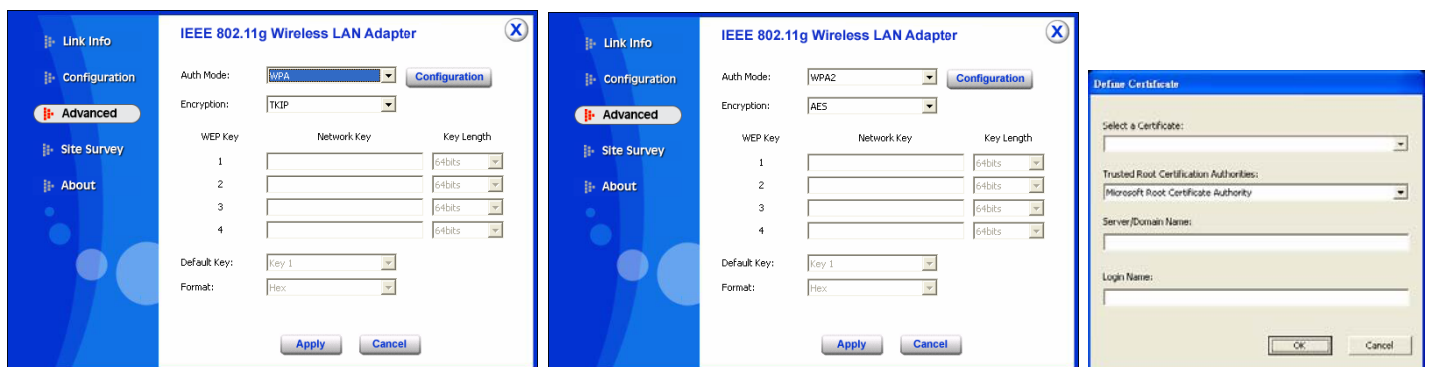 IEEE 802.11g Wireless LAN Adapter
X
Link Info
Configuration
Advanced
Site Survey
About
Auth Mode: WPA Configuration
Encryption: TKIP
WEP Key Network Key Key Length
1 64bits
2 64bits
3 64bits
4 64bits
Default Key: Key 1
Format: Hex
Apply Cancel
IEEE 802.11g Wireless LAN Adapter
X
Link Info
Configuration
Advanced
Site Survey
About
Auth Mode: WPA2 Configuration
Encryption: AES
WEP Key Network Key Key Length
1 64bits
2 64bits
3 64bits
4 64bits
Default Key: Key 1
Format: Hex
Apply Cancel
Define Certificate
Select a Certificate:
Trusted Root Certification Authorities:
Microsoft Root Certificate Authority
Server/Domain Name:
Login Name:
OK Cancel